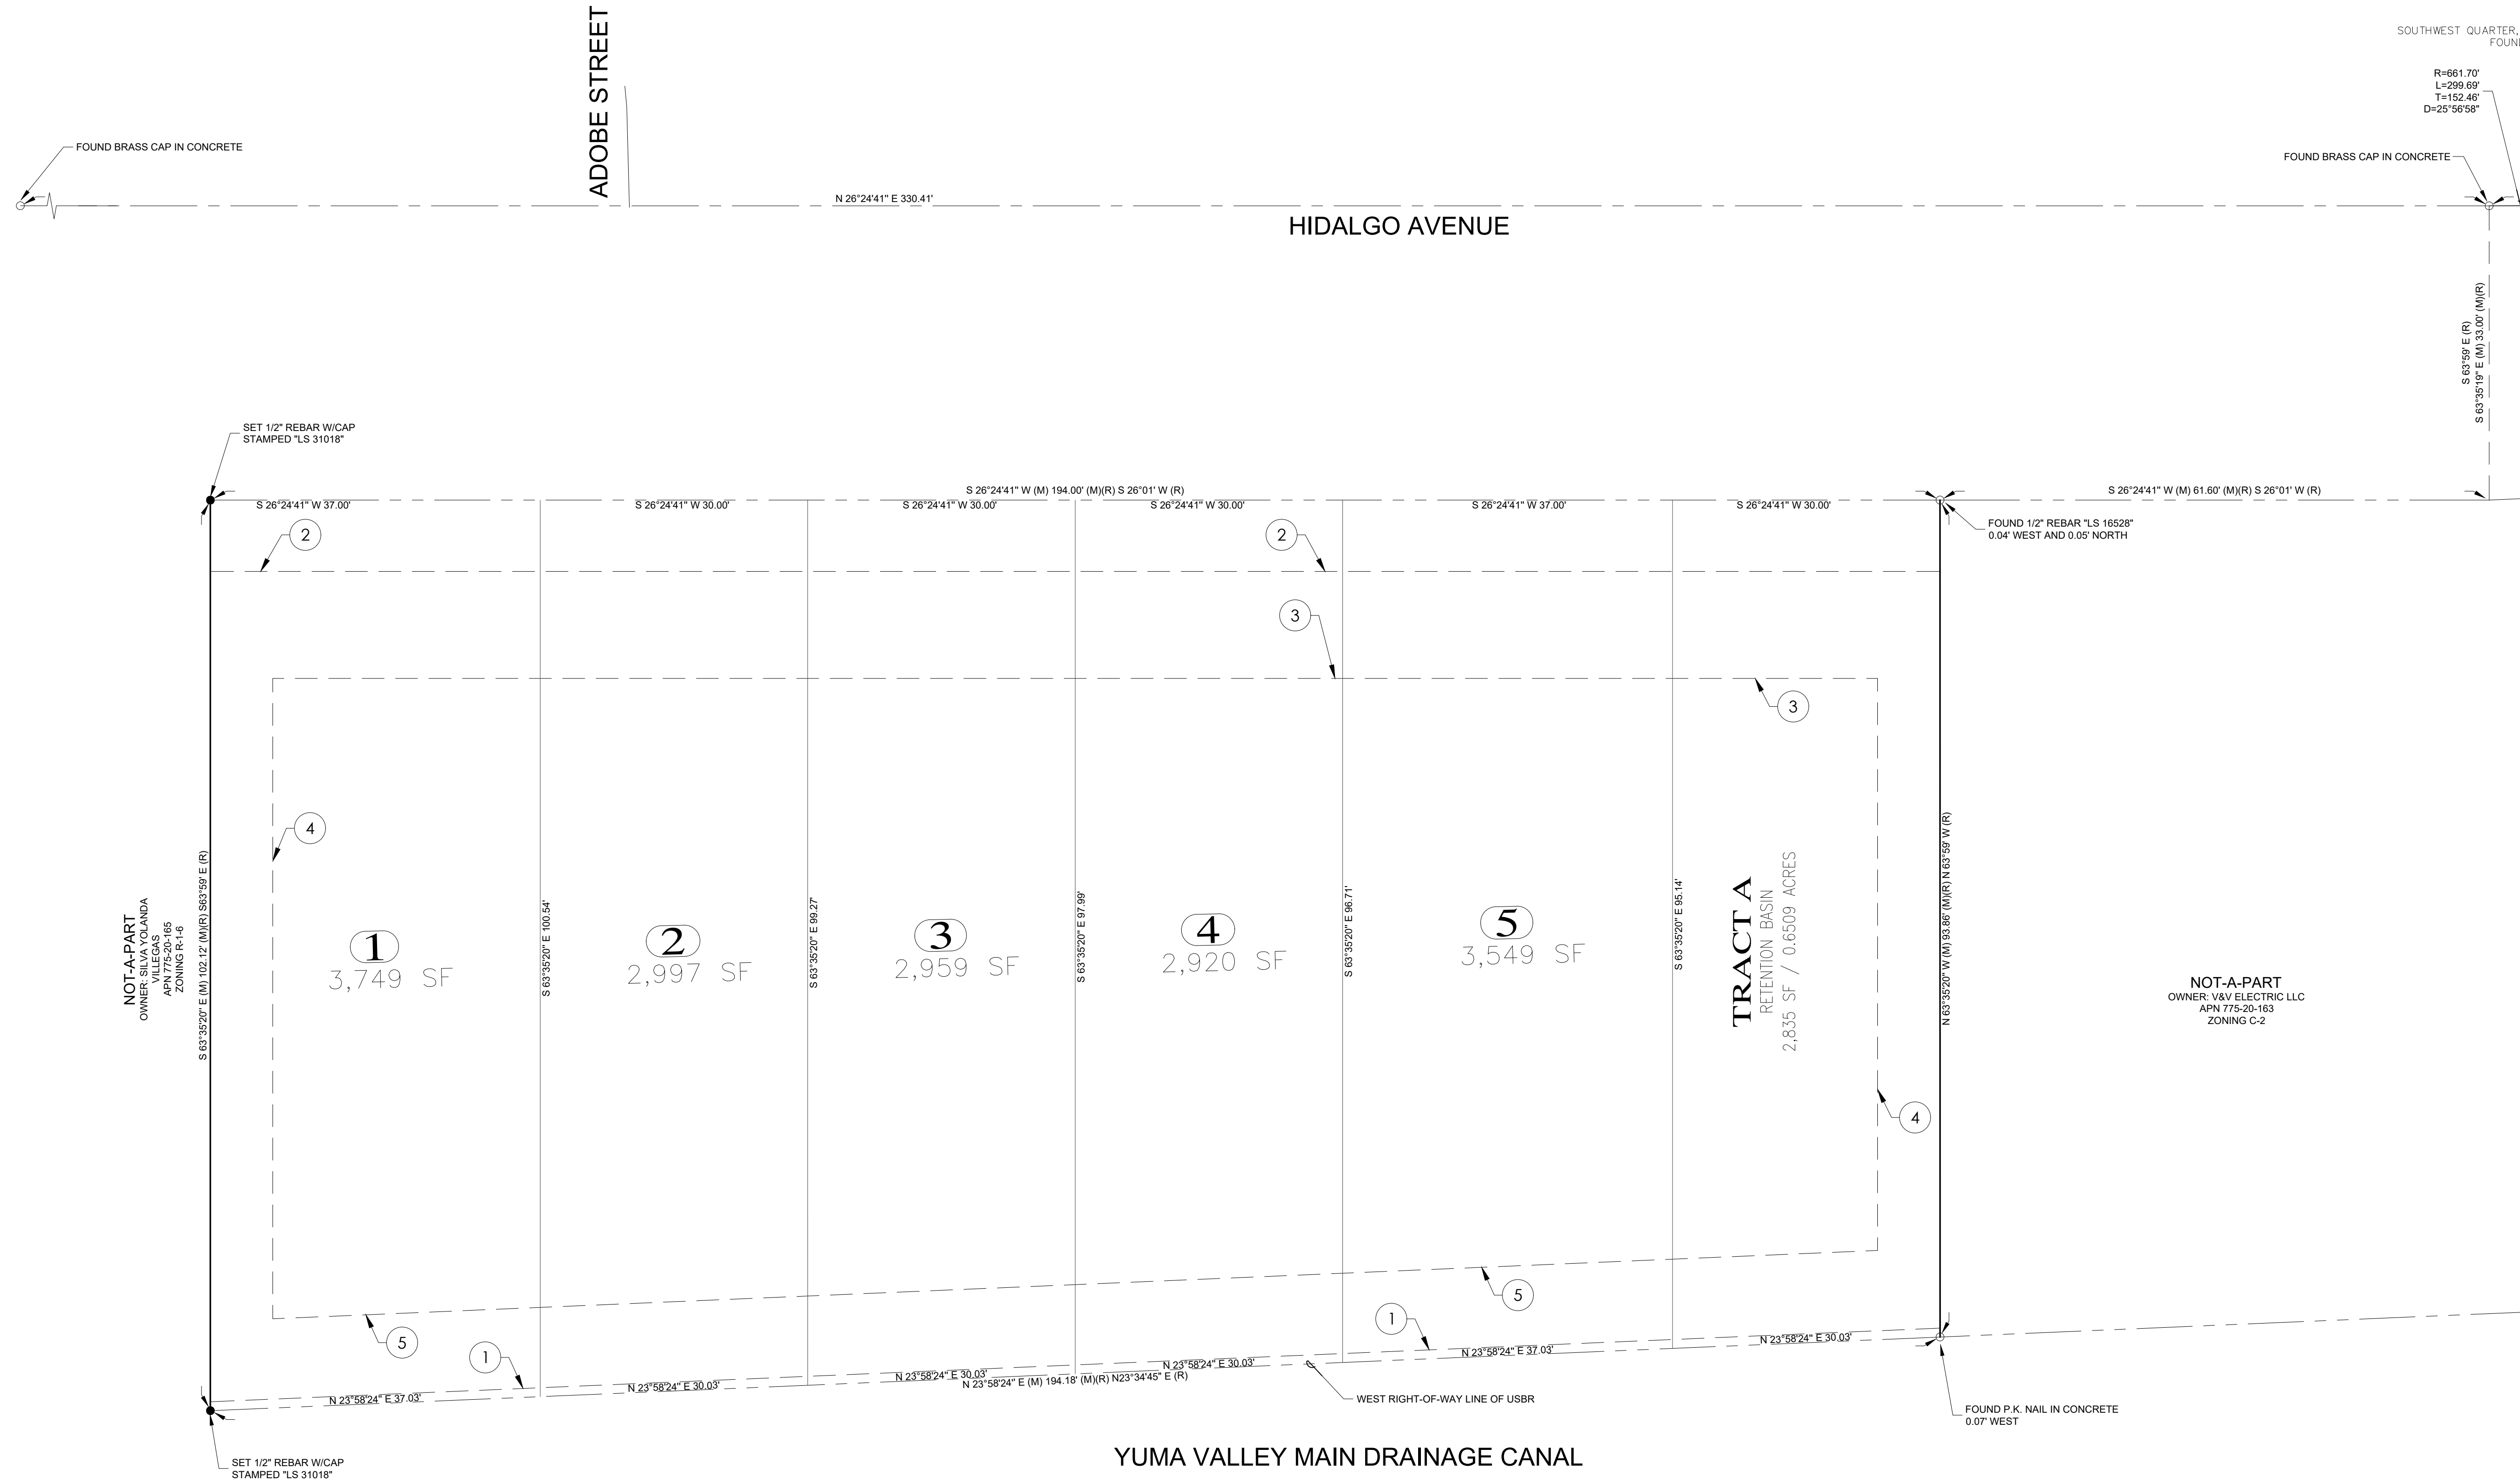 SOUTHWEST QUARTER,
FOUND
ADOBE STREET
R=661.70'
L=299.69'
T=152.46'
D=25°56'58"
FOUND BRASS CAP IN CONCRETE
FOUND BRASS CAP IN CONCRETE
N 26°24'41" E 330.41'
HIDALGO AVENUE
S 63°59' E (R)
S 63°35'19" E (M) 33.00' (M)(R)
SET 1/2" REBAR W/CAP
STAMPED "LS 31018"
S 26°24'41" W (M) 194.00' (M)(R) S 26°01' W (R)
S 26°24'41" W (M) 61.60' (M)(R) S 26°01' W (R)
S 26°24'41" W 37.00'
S 26°24'41" W 30.00'
S 26°24'41" W 30.00'
S 26°24'41" W 30.00'
S 26°24'41" W 37.00'
S 26°24'41" W 30.00'
FOUND 1/2" REBAR "LS 16528"
0.04' WEST AND 0.05' NORTH
2
2
3
3
4
NOT-A-PART
OWNER: SILVA YOLANDA
VILLEGAS
APN 775-20-165
ZONING R-1-6
S 63°35'20" E (M) 102.12' (M)(R) S63°59' E (R)
1
3,749 SF
S 63°35'20" E 100.54'
2
2,997 SF
S 63°35'20" E 99.27'
3
2,959 SF
S 63°35'20" E 97.99'
4
2,920 SF
S 63°35'20" E 96.71'
5
3,549 SF
S 63°35'20" E 95.14'
TRACT A
RETENTION BASIN
2,835 SF / 0.6509 ACRES
N 63°35'20" W (M) 93.86' (M)(R) N 63°59' W (R)
NOT-A-PART
OWNER: V&V ELECTRIC LLC
APN 775-20-163
ZONING C-2
4
5
5
1
1
N 23°58'24" E 37.03'
N 23°58'24" E 30.03'
N 23°58'24" E 30.03'
N 23°58'24" E 30.03'
N 23°58'24" E 37.03'
N 23°58'24" E 30.03'
N 23°58'24" E (M) 194.18' (M)(R) N23°34'45" E (R)
WEST RIGHT-OF-WAY LINE OF USBR
FOUND P.K. NAIL IN CONCRETE
0.07' WEST
YUMA VALLEY MAIN DRAINAGE CANAL
SET 1/2" REBAR W/CAP
STAMPED "LS 31018"